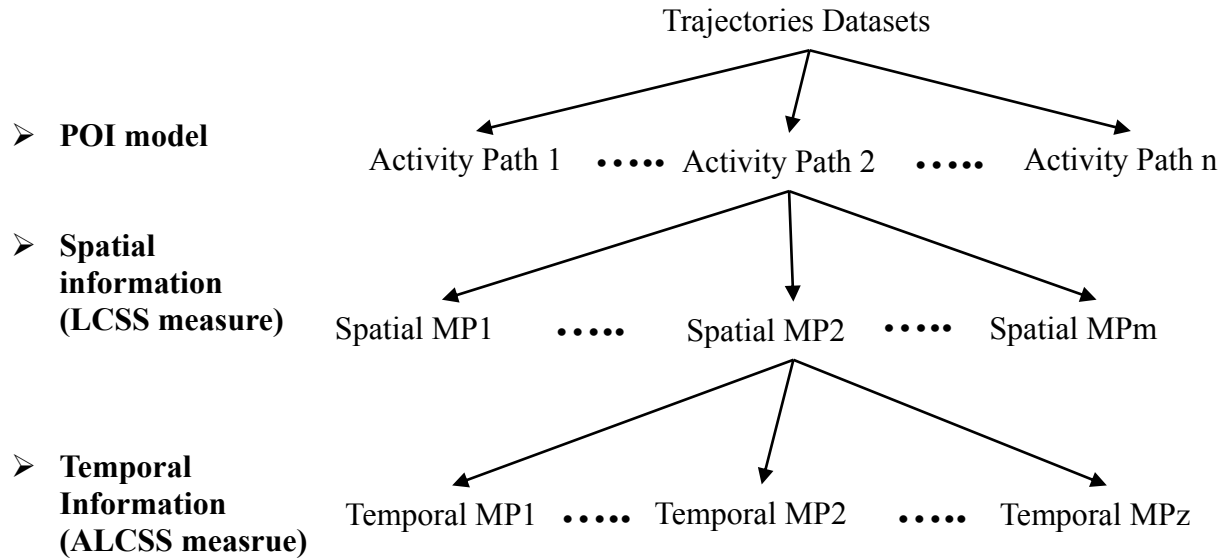 Trajectories Datasets
➢ POI model
Activity Path 1 ••••• Activity Path 2 ••••• Activity Path n
➢ Spatial
information
(LCSS measure)
Spatial MP1 ••••• Spatial MP2 ••••• Spatial MPm
➢ Temporal
Information
(ALCSS measrue)
Temporal MP1 ••••• Temporal MP2 ••••• Temporal MPz